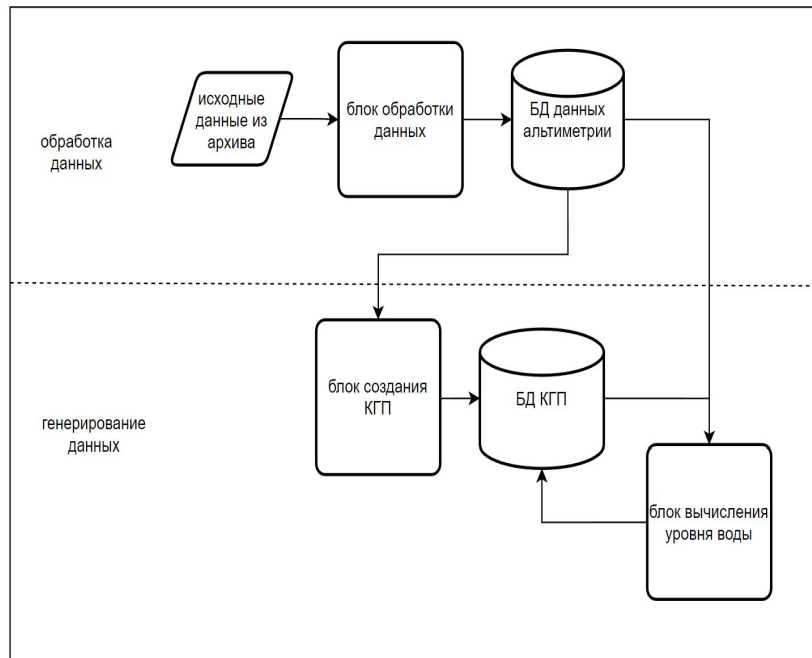 исходные
данные из
архива
блок обработки
данных
БД данных
альтиметрии
обработка
данных
блок создания
КГП
БД КГП
генерирование
данных
блок вычисления
уровня воды